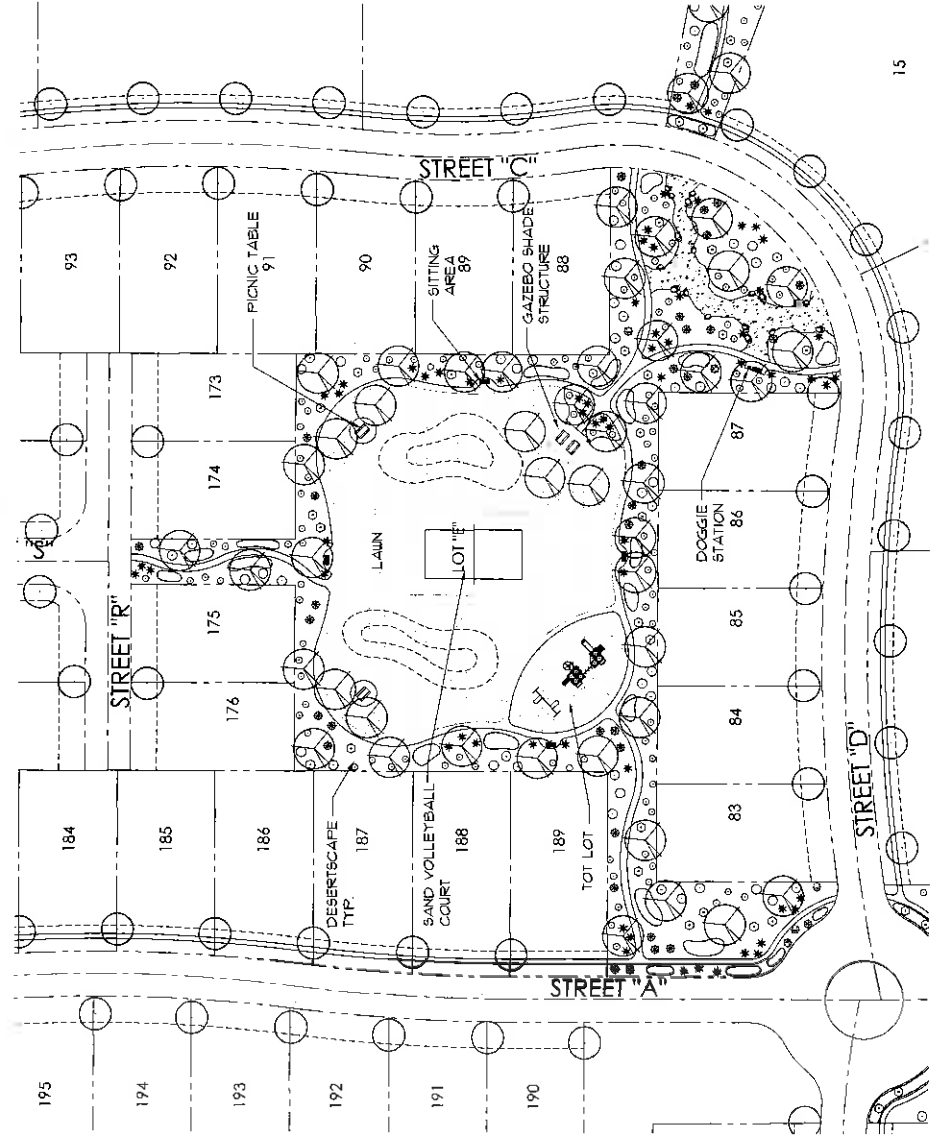 15
STREET "C"
93
92
91
90
89
88
PICNIC TABLE
SITTING
AREA
GAZEBO SHADE
STRUCTURE
173
174
"S"
STREET "R"
175
176
LAWN
LOT "E"
87
86
85
84
83
DOGGIE
STATION
STREET "D"
184
185
186
187
188
189
DESERTSCAPE
TYP.
SAND VOLLEYBALL
COURT
TOT LOT
STREET "A"
195
194
193
192
191
190